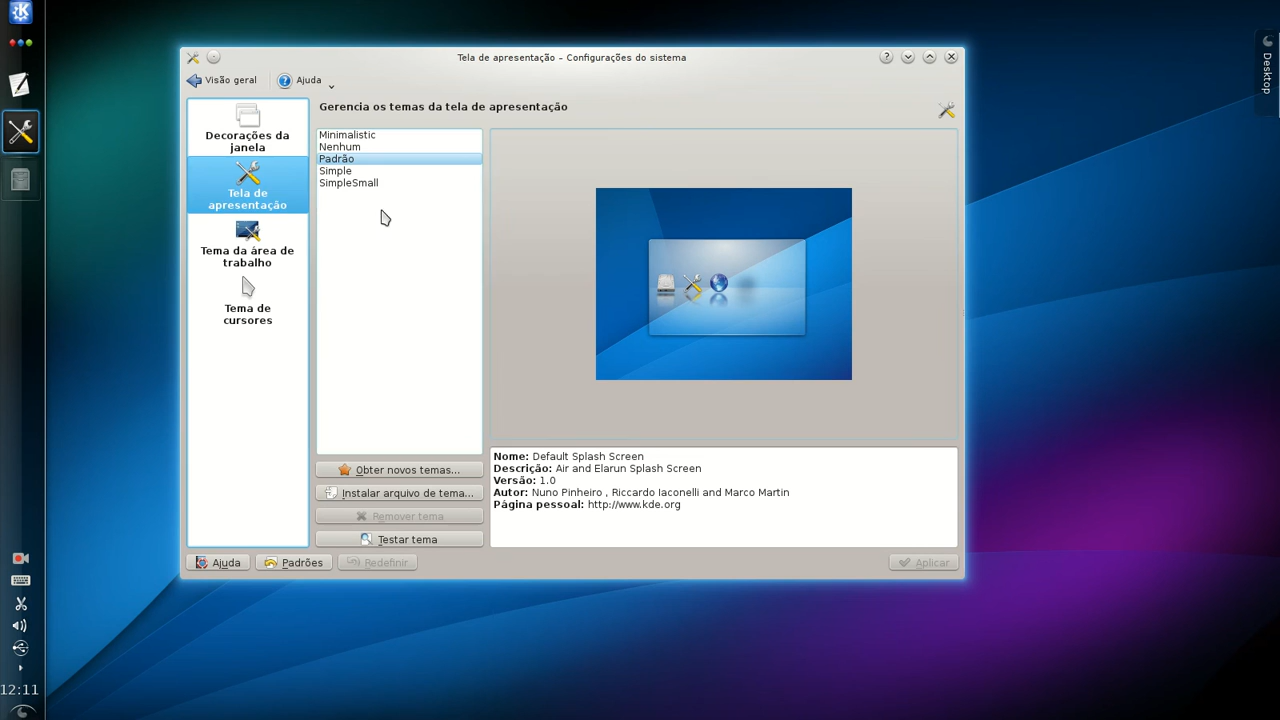 Tela de apresentação – Configurações do sistema
Visão geral
Ajuda
Gerencia os temas da tela de apresentação
Decorações da
janela
Tela de
apresentação
Tema da área de
trabalho
Tema de
cursores
Minimalistic
Nenhum
Padrão
Simple
SimpleSmall
Obter novos temas...
Instalar arquivo de tema...
Remover tema
Testar tema
Nome: Default Splash Screen
Descrição: Air and Elarun Splash Screen
Versão: 1.0
Autor: Nuno Pinheiro , Riccardo Iaconelli and Marco Martin
Página pessoal: http://www.kde.org
Ajuda
Padrões
Redefinir
Aplicar
Desktop
12:11